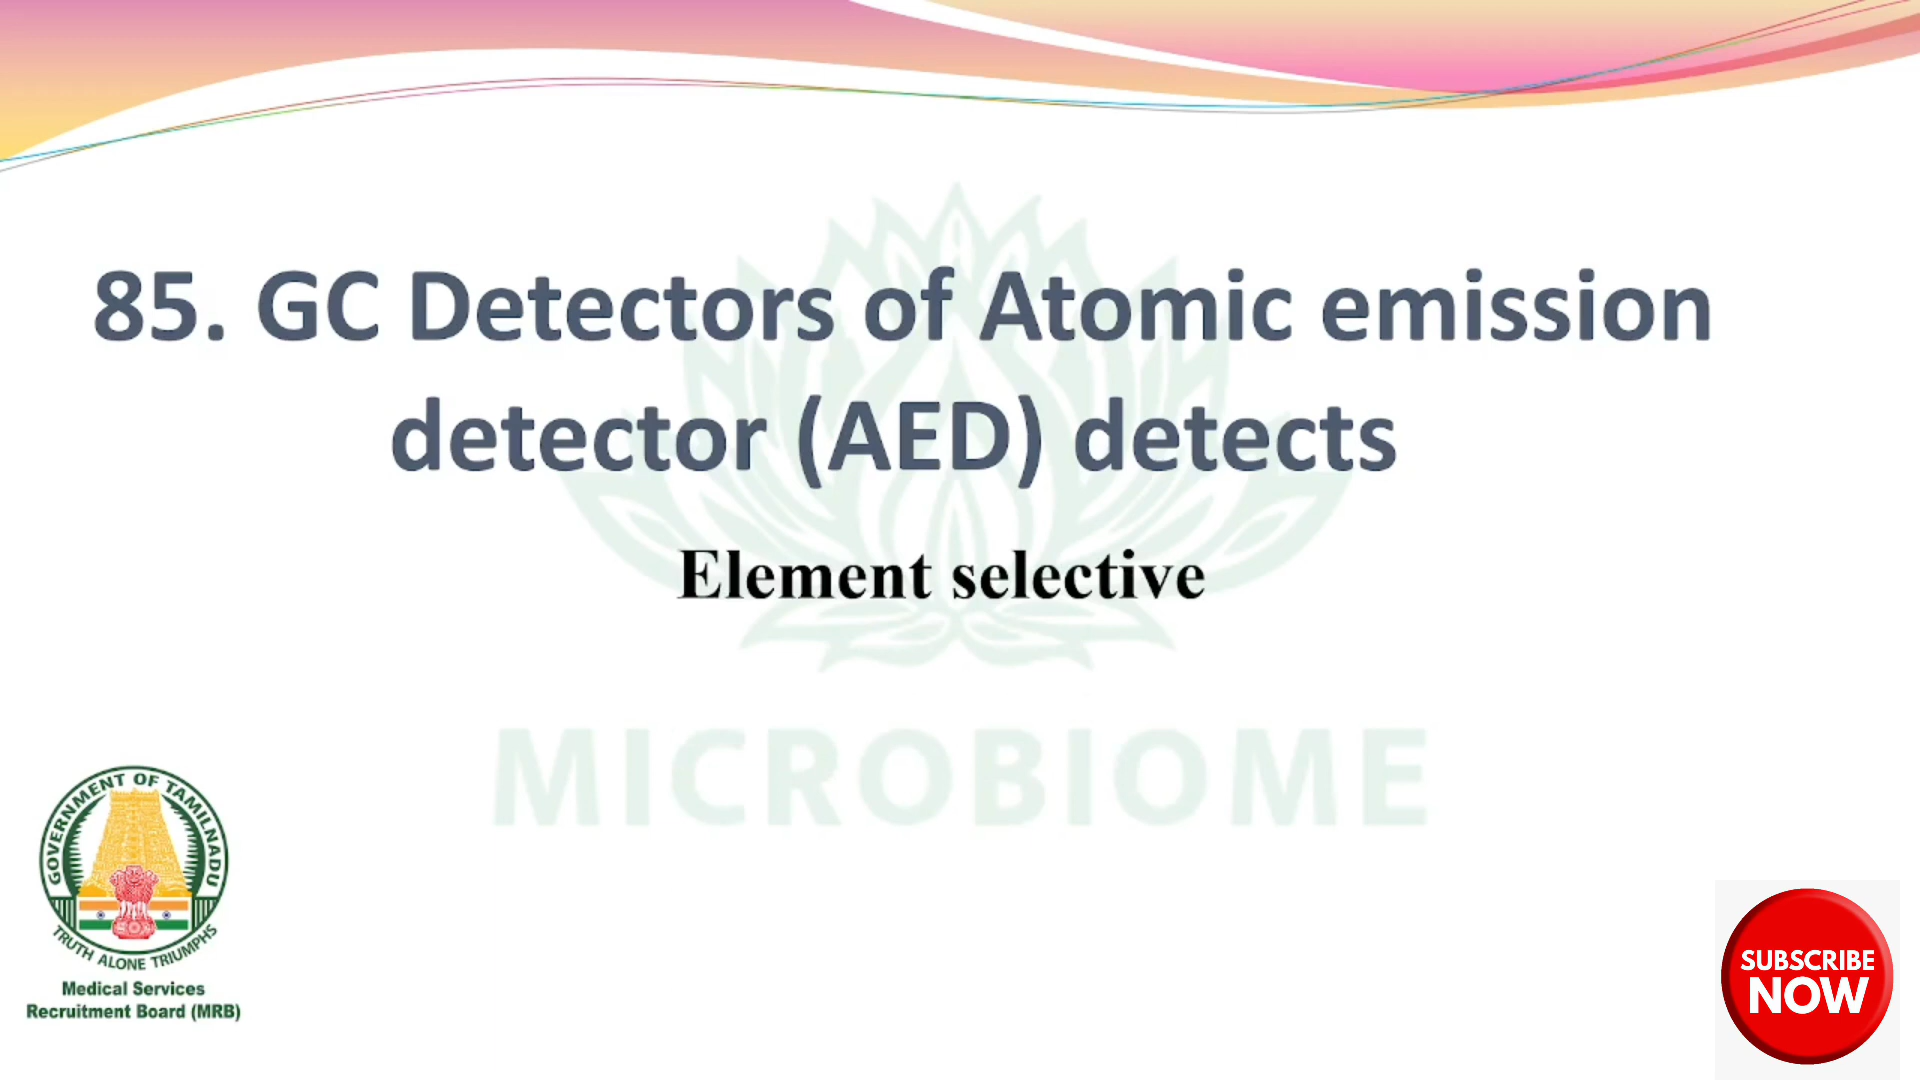 85. GC Detectors of Atomic emission
detector (AED) detects
Element selective
MICROBIOME
GOVERNMENT OF TAMILNADU
TRUTH ALONE TRIUMPHS
Medical Services
Recruitment Board (MRB)
SUBSCRIBE
NOW